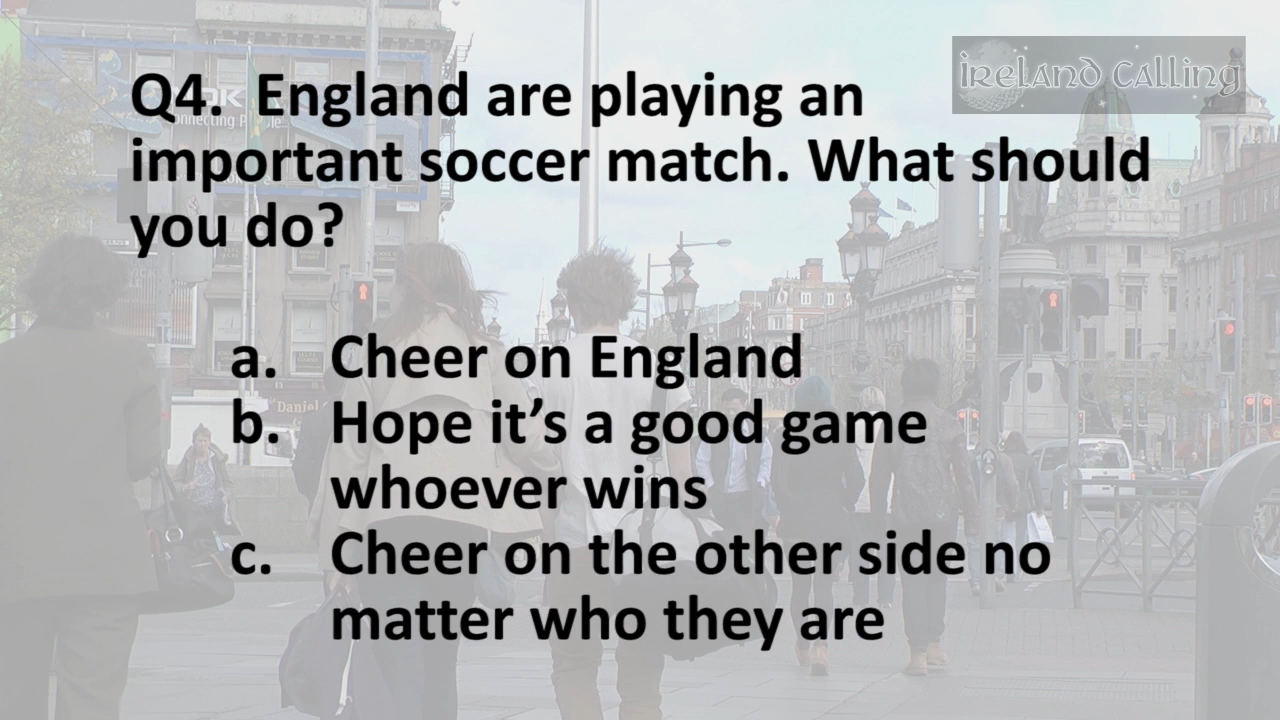 ireland calling
Q4. England are playing an
important soccer match. What should
you do?
a. Cheer on England
b. Hope it's a good game
whoever wins
c. Cheer on the other side no
matter who they are
Daniel